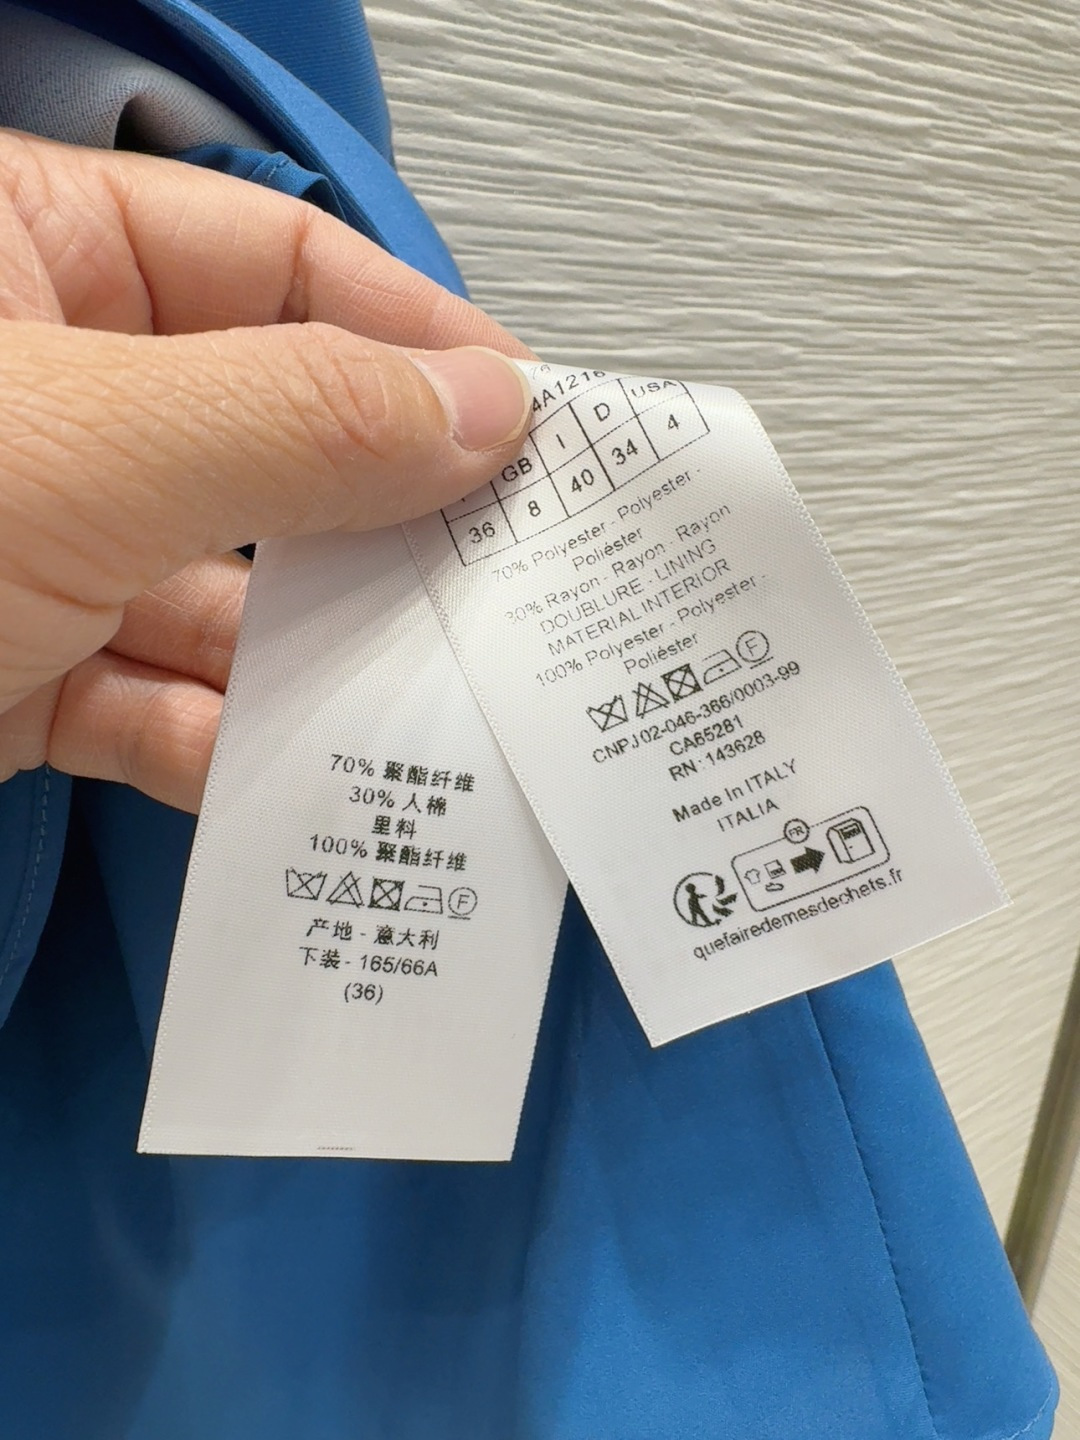 4A1216
GB I D USA
36 8 40 34 4
70% Polyester - Polyester -
Poliéster
30% Rayon - Rayon - Rayon
DOUBLURE - LINING
MATERIAL INTERIOR
100% Polyester - Polyester -
Poliéster
F
CNPJ 02-046-366/0003-99
CA65281
RN: 143628
Made In ITALY
ITALIA
FR
quefairedemesdechets.fr
70% 聚酯纤维
30% 人棉
里料
100% 聚酯纤维
F
产地 - 意大利
下装 - 165/66A
(36)